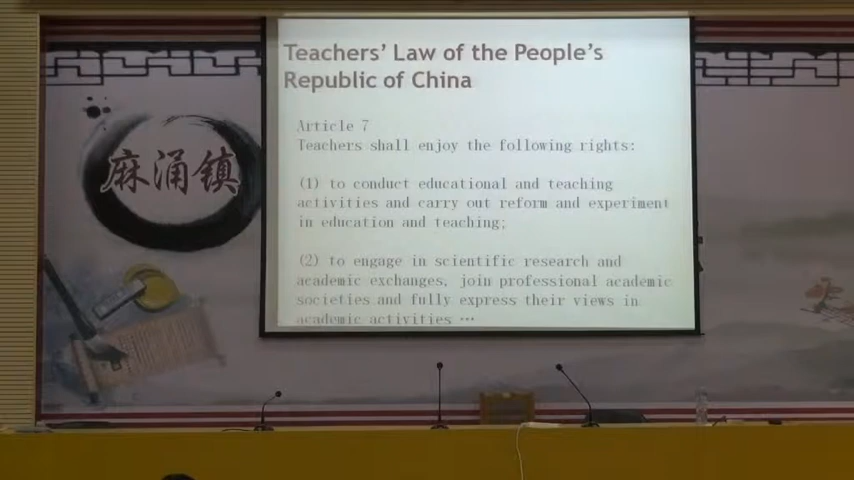 Teachers’ Law of the People’s
Republic of China
Article 7
Teachers shall enjoy the following rights:
(1) to conduct educational and teaching
activities and carry out reform and experiment
in education and teaching;
(2) to engage in scientific research and
academic exchanges, join professional academic
societies and fully express their views in
academic activities …
麻涌镇